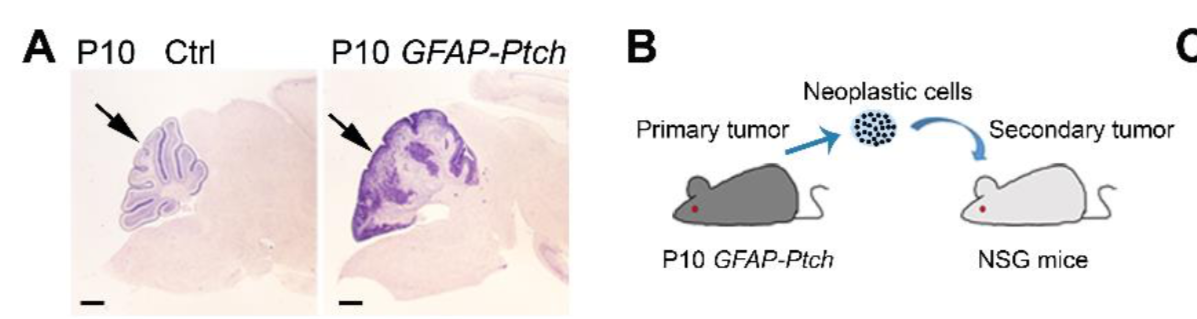 A P10 Ctrl P10 GFAP-Ptch
B
Neoplastic cells
Primary tumor
Secondary tumor
P10 GFAP-Ptch
NSG mice